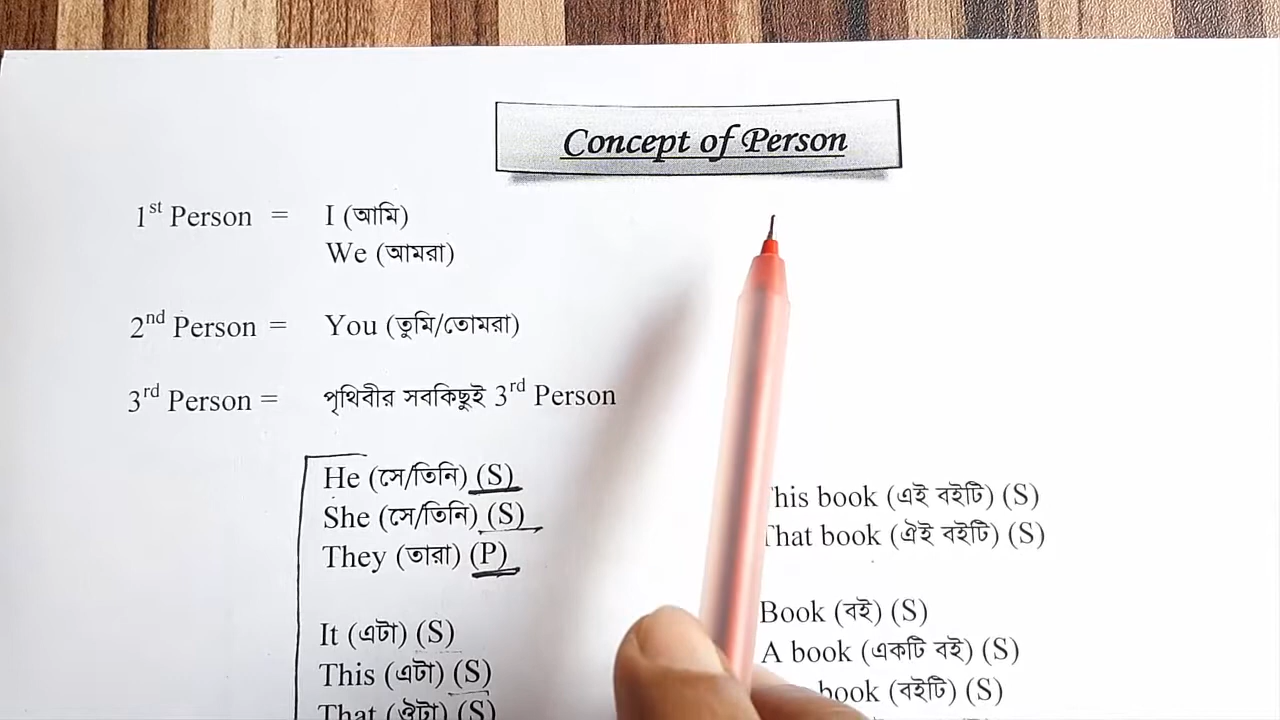 Concept of Person
1st Person = I (আমি)
We (আমরা)
2nd Person = You (তুমি/তোমরা)
3rd Person = পৃথিবীর সবকিছুই 3rd Person
He (সে/তিনি) (S)
She (সে/তিনি) (S)
They (তারা) (P)
It (এটা) (S)
This (এটা) (S)
That (ঔটা) (S)
This book (এই বইটি) (S)
That book (ঐই বইটি) (S)
Book (বই) (S)
A book (একটি বই) (S)
book (বইটি) (S)